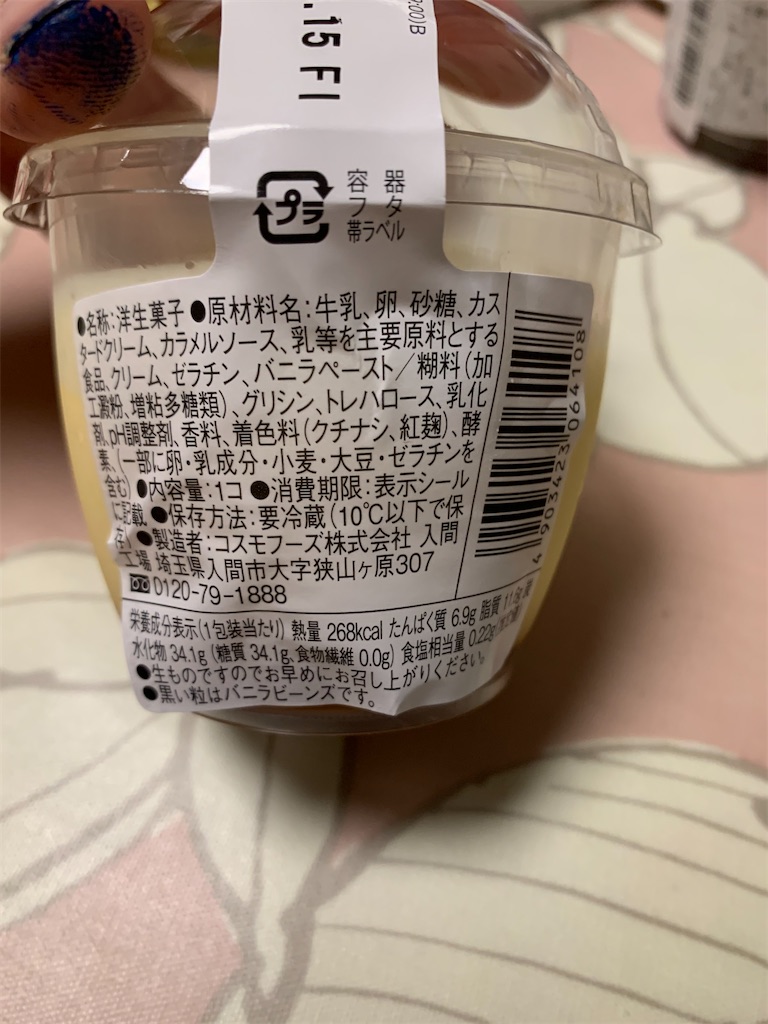 :00)B
.15 F1
プラ
容器
フタ
帯ラベル
●名称:洋生菓子 ●原材料名:牛乳、卵、砂糖、カス
タードクリーム、カラメルソース、乳等を主要原料とする
食品、クリーム、ゼラチン、バニラペースト/糊料(加
工澱粉、増粘多糖類)、グリシン、トレハロース、乳化
剤、pH調整剤、香料、着色料(クチナシ、紅麹)、酵
素、(一部に卵・乳成分・小麦・大豆・ゼラチンを
含む) ●内容量:1コ ●消費期限:表示シール
に記載 ●保存方法:要冷蔵(10℃以下で保
存) ●製造者:コスモフーズ株式会社 入間
工場 埼玉県入間市大字狭山ヶ原307
0120-79-1888
4 903423 064108
栄養成分表示(1包装当たり) 熱量 268kcal たんぱく質 6.9g 脂質 11.6g 炭
水化物 34.1g(糖質 34.1g、食物繊維 0.0g) 食塩相当量 0.22g
●生ものですのでお早めにお召し上がりください。
●黒い粒はバニラビーンズです。